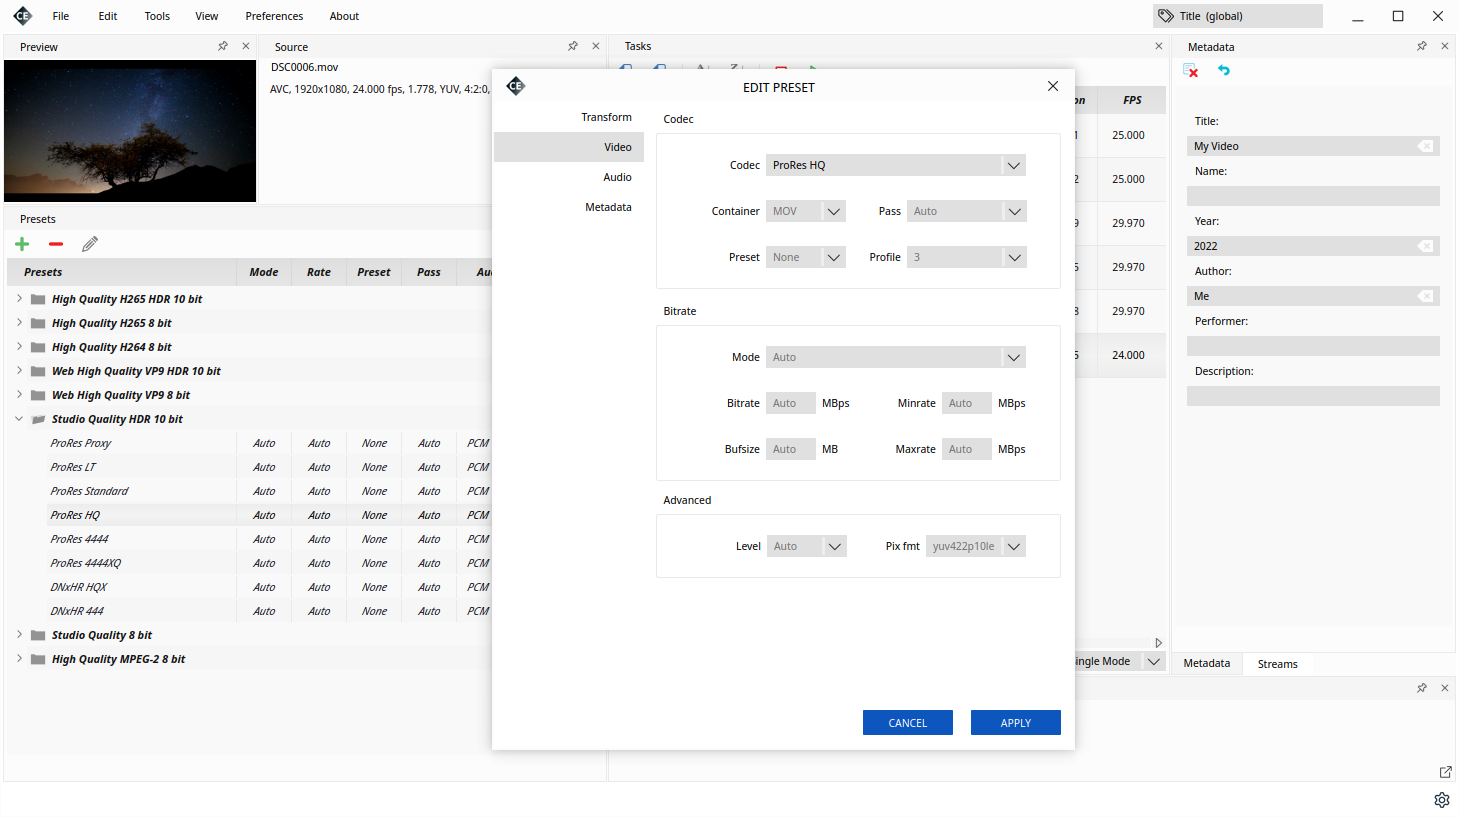 CE File Edit Tools View Preferences About Title (global)
Preview Source Tasks Metadata
DSC0006.mov
AVC, 1920x1080, 24.000 fps, 1.778, YUV, 4:2:0,
Presets
Presets Mode Rate Preset Pass
High Quality H265 HDR 10 bit
High Quality H265 8 bit
High Quality H264 8 bit
Web High Quality VP9 HDR 10 bit
Web High Quality VP9 8 bit
Studio Quality HDR 10 bit
ProRes Proxy Auto Auto None Auto PCM
ProRes LT Auto Auto None Auto PCM
ProRes Standard Auto Auto None Auto PCM
ProRes HQ Auto Auto None Auto PCM
ProRes 4444 Auto Auto None Auto PCM
ProRes 4444XQ Auto Auto None Auto PCM
DNxHR HQX Auto Auto None Auto PCM
DNxHR 444 Auto Auto None Auto PCM
Studio Quality 8 bit
High Quality MPEG-2 8 bit
CE EDIT PRESET
Transform
Video
Audio
Metadata
Codec
Codec ProRes HQ
Container MOV Pass Auto
Preset None Profile 3
Bitrate
Mode Auto
Bitrate Auto MBps Minrate Auto MBps
Bufsize Auto MB Maxrate Auto MBps
Advanced
Level Auto Pix fmt yuv422p10le
CANCEL APPLY
FPS
25.000
25.000
29.970
29.970
29.970
24.000
Mode
Title:
My Video
Name:
Year:
2022
Author:
Me
Performer:
Description:
Metadata Streams